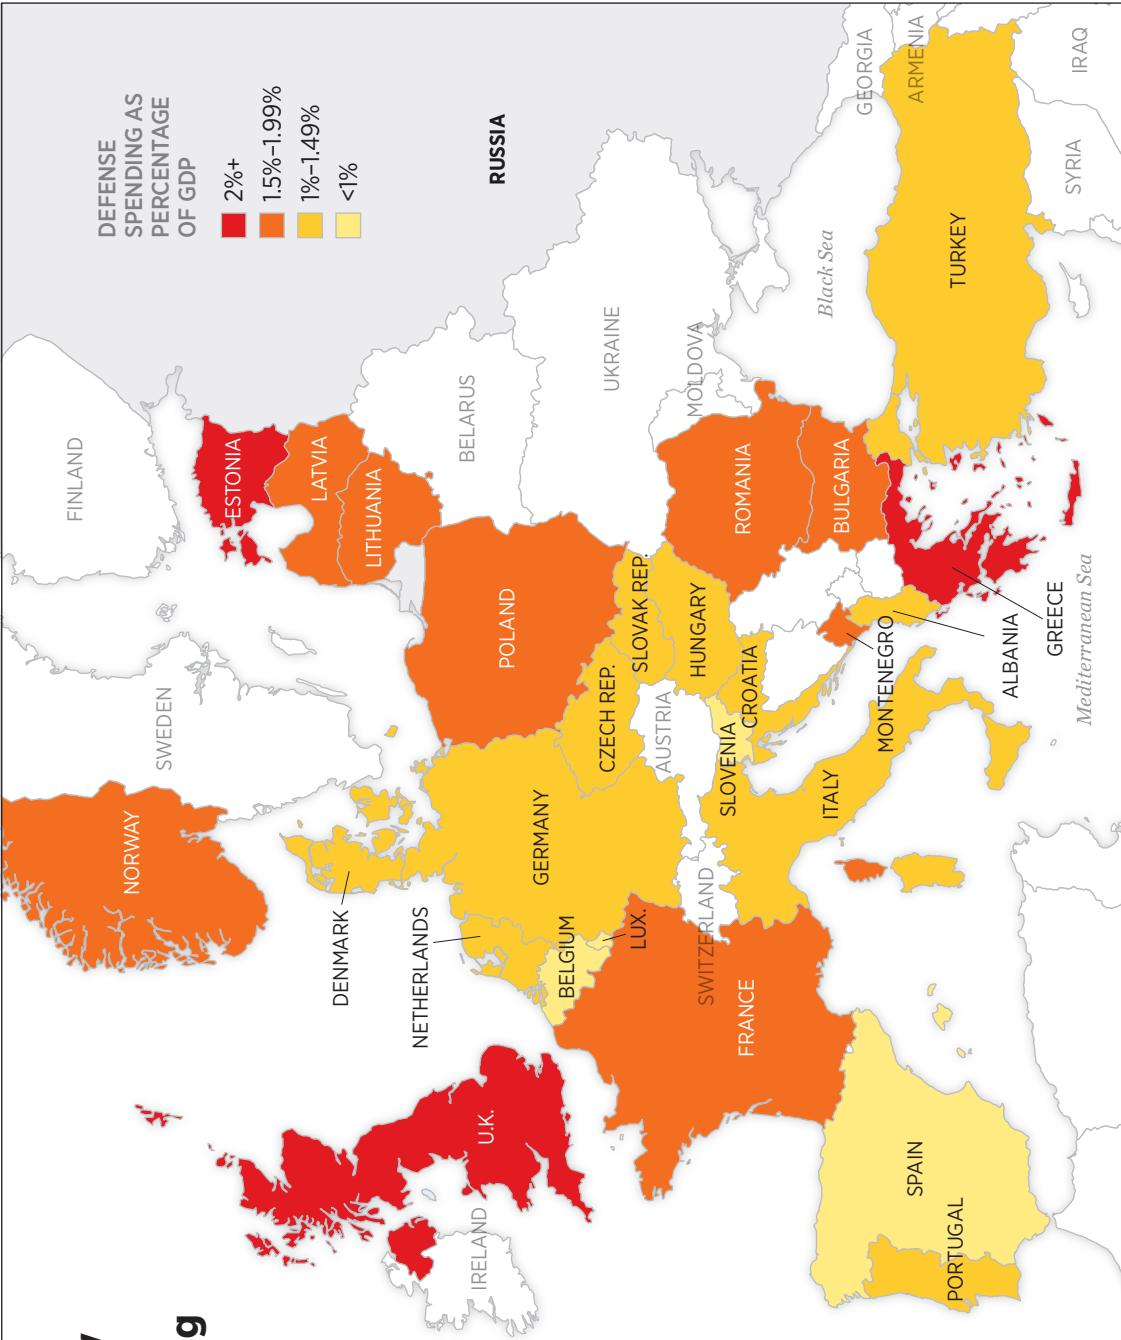 DEFENSE
SPENDING AS
PERCENTAGE
OF GDP
2%+
1.5%–1.99%
1%–1.49%
<1%
RUSSIA
FINLAND
NORWAY
SWEDEN
ESTONIA
LATVIA
LITHUANIA
DENMARK
BELARUS
NETHERLANDS
IRELAND
U.K.
POLAND
GERMANY
BELGIUM
LUX.
CZECH REP.
SLOVAK REP.
UKRAINE
AUSTRIA
HUNGARY
MOLDOVA
SWITZERLAND
FRANCE
SLOVENIA
CROATIA
ROMANIA
ITALY
BULGARIA
Black Sea
GEORGIA
ARMENIA
MONTENEGRO
SPAIN
PORTUGAL
TURKEY
ALBANIA
GREECE
Mediterranean Sea
SYRIA
IRAQ
g